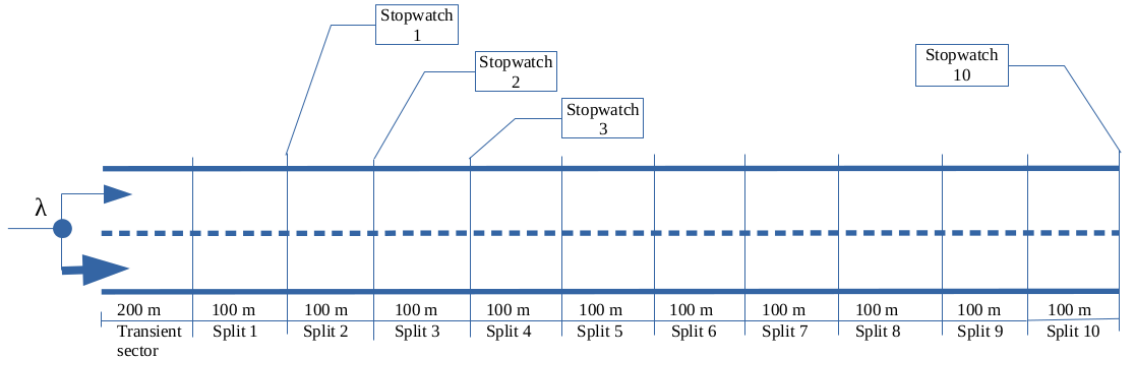 Stopwatch
1
Stopwatch
2
Stopwatch
3
Stopwatch
10
λ
200 m
Transient
sector
100 m
Split 1
100 m
Split 2
100 m
Split 3
100 m
Split 4
100 m
Split 5
100 m
Split 6
100 m
Split 7
100 m
Split 8
100 m
Split 9
100 m
Split 10